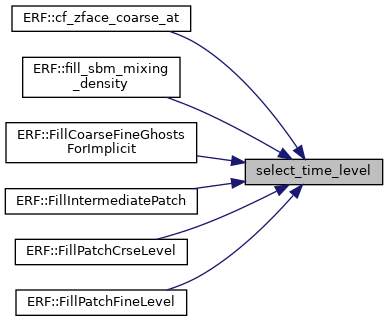 ERF::cf_zface_coarse_at
ERF::fill_sbm_mixing
_density
ERF::FillCoarseFineGhosts
ForImplicit
select_time_level
ERF::FillIntermediatePatch
ERF::FillPatchCrseLevel
ERF::FillPatchFineLevel